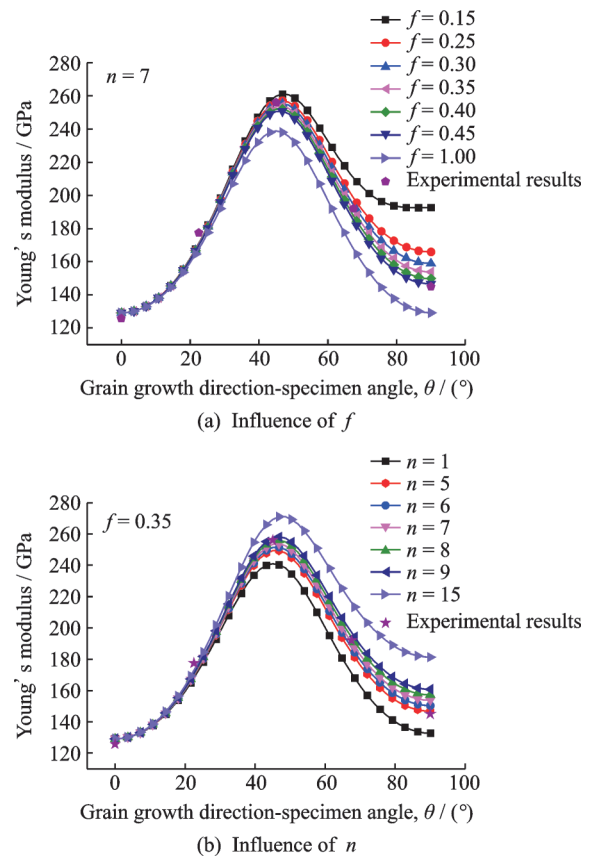 f = 0.15
f = 0.25
f = 0.30
f = 0.35
f = 0.40
f = 0.45
f = 1.00
Experimental results
n = 7
280
260
240
220
200
180
160
140
120
Young' s modulus / GPa
0 20 40 60 80 100
Grain growth direction-specimen angle, θ / (°)
(a) Influence of f
n = 1
n = 5
n = 6
n = 7
n = 8
n = 9
n = 15
Experimental results
f = 0.35
280
260
240
220
200
180
160
140
120
Young' s modulus / GPa
0 20 40 60 80 100
Grain growth direction-specimen angle, θ / (°)
(b) Influence of n